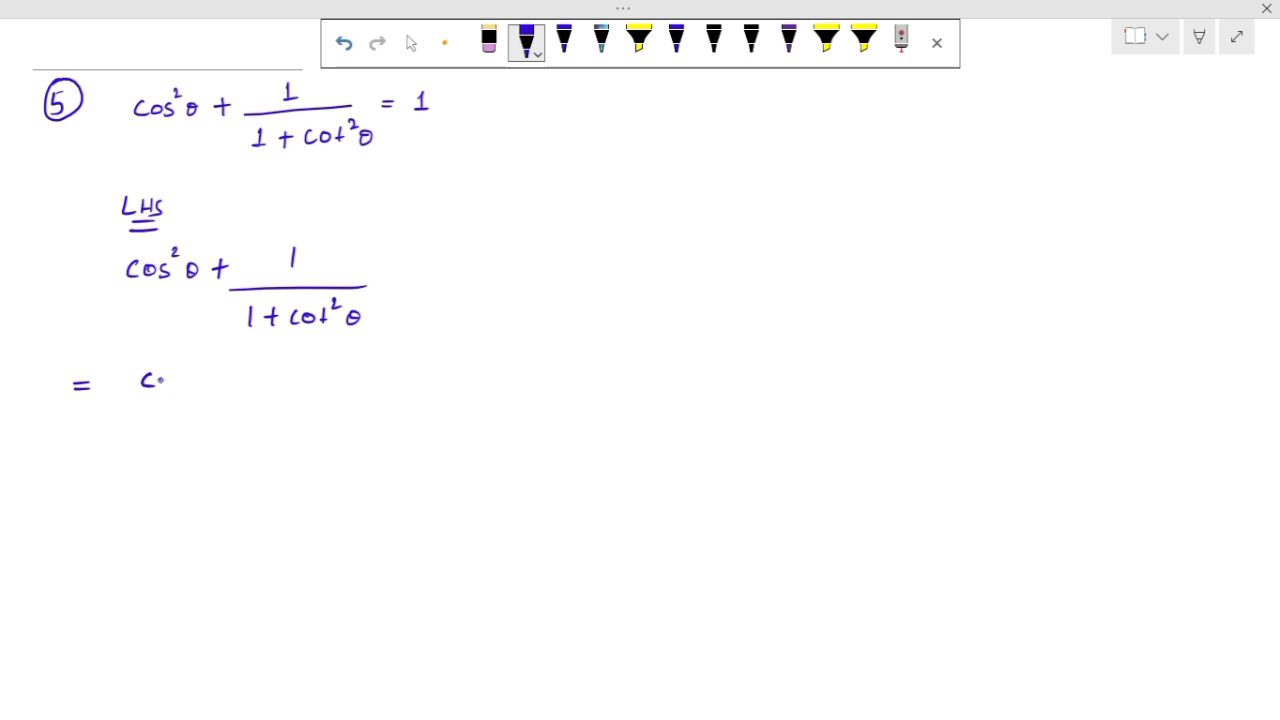 5 cos²θ + 1/(1 + cot²θ) = 1
LHS
cos²θ + 1/(1 + cot²θ)
= c